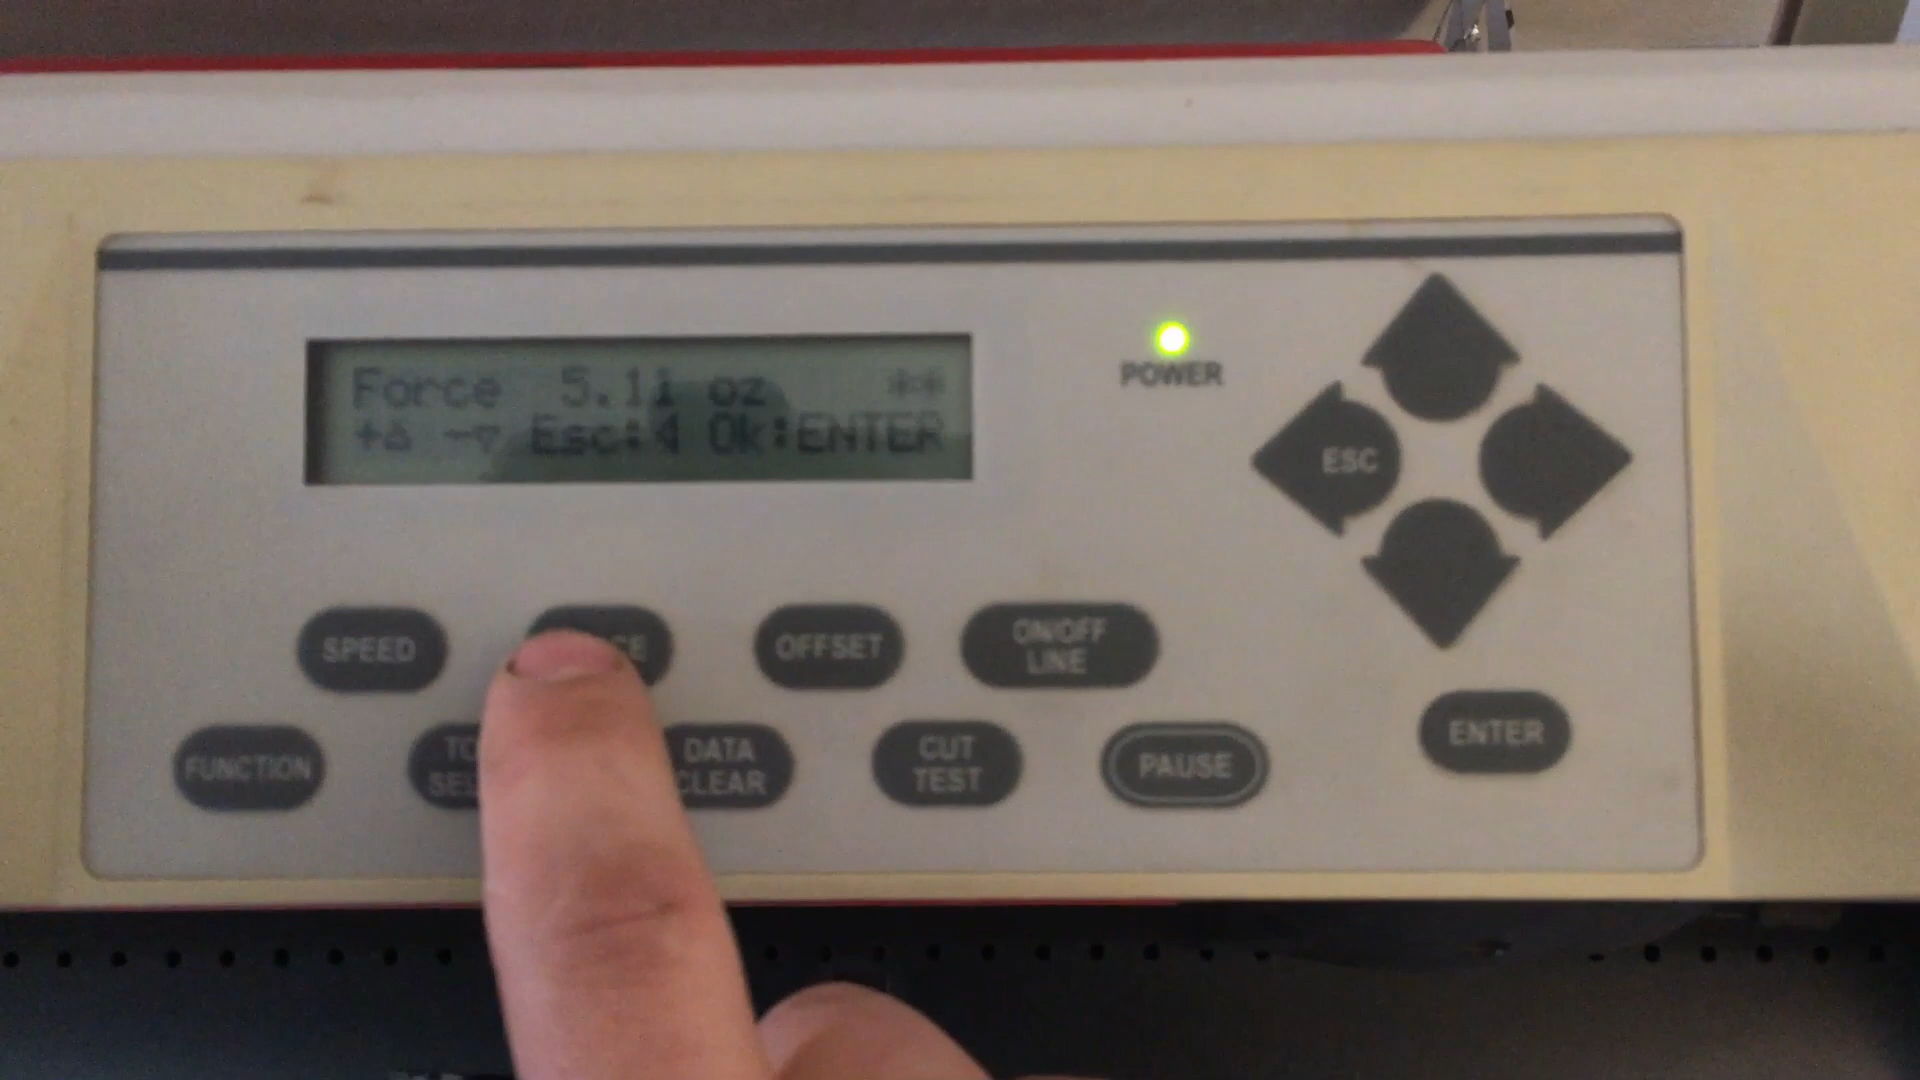 Force 5.11 oz **
+△ -▽ Esc:◁ Ok:ENTER
POWER
ESC
SPEED
OFFSET
ON/OFF
LINE
FUNCTION
DATA
CLEAR
CUT
TEST
PAUSE
ENTER